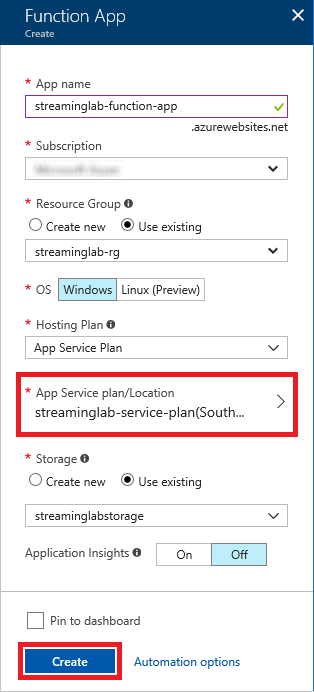 Function App
Create
* App name
streaminglab-function-app
.azurewebsites.net
* Subscription
* Resource Group
Create new Use existing
streaminglab-rg
* OS Windows Linux (Preview)
* Hosting Plan
App Service Plan
* App Service plan/Location
streaminglab-service-plan(South...
* Storage
Create new Use existing
streaminglabstorage
Application Insights On Off
Pin to dashboard
Create Automation options